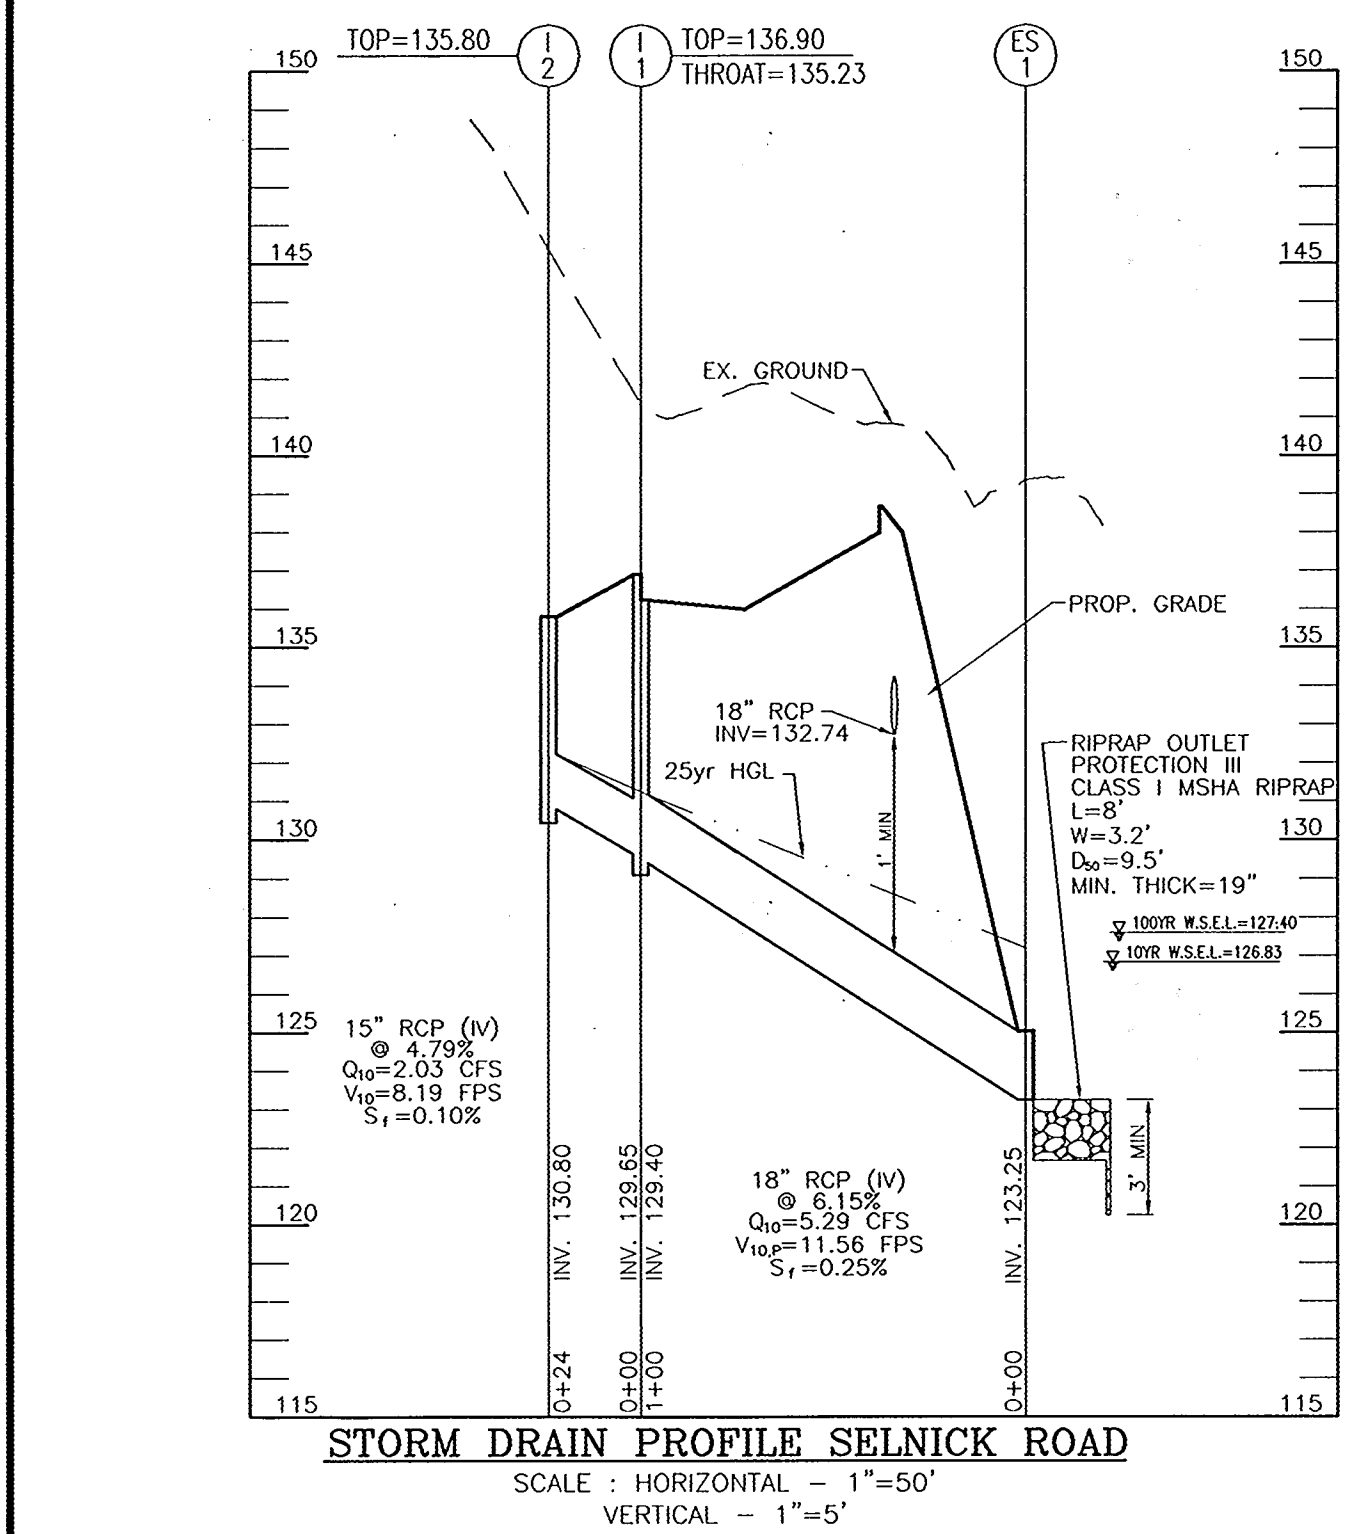 TOP=135.80
I
2
I
1
TOP=136.90
THROAT=135.23
ES
1
150
150
145
145
EX. GROUND
140
140
PROP. GRADE
135
135
18" RCP
INV=132.74
25yr HGL
1' MIN
RIPRAP OUTLET
PROTECTION III
CLASS I MSHA RIPRAP
L=8'
W=3.2'
D50=9.5'
MIN. THICK=19"
130
130
100YR W.S.E.L.=127.40
10YR W.S.E.L.=126.83
125
125
15" RCP (IV)
@ 4.79%
Q10=2.03 CFS
V10=8.19 FPS
Sf=0.10%
3' MIN
INV. 130.80
INV. 129.65
INV. 129.40
INV. 123.25
18" RCP (IV)
@ 6.15%
Q10=5.29 CFS
V10,P=11.56 FPS
Sf=0.25%
120
120
0+24
0+00
1+00
0+00
115
115
STORM DRAIN PROFILE SELNICK ROAD
SCALE : HORIZONTAL - 1"=50'
VERTICAL - 1"=5'